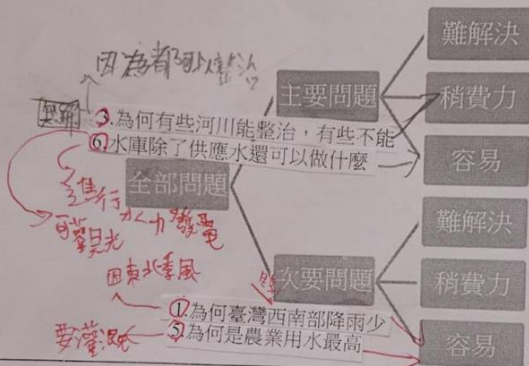 難解決
因為都可以整治
主要問題
稍費力
③.為何有些河川能整治，有些不能
⑥.水庫除了供應水還可以做什麼
容易
全部問題
進行水力發電
可觀光
難解決
因東北季風
次要問題
稍費力
①.為何臺灣西南部降雨少
要灌溉
⑤.為何是農業用水最高
容易